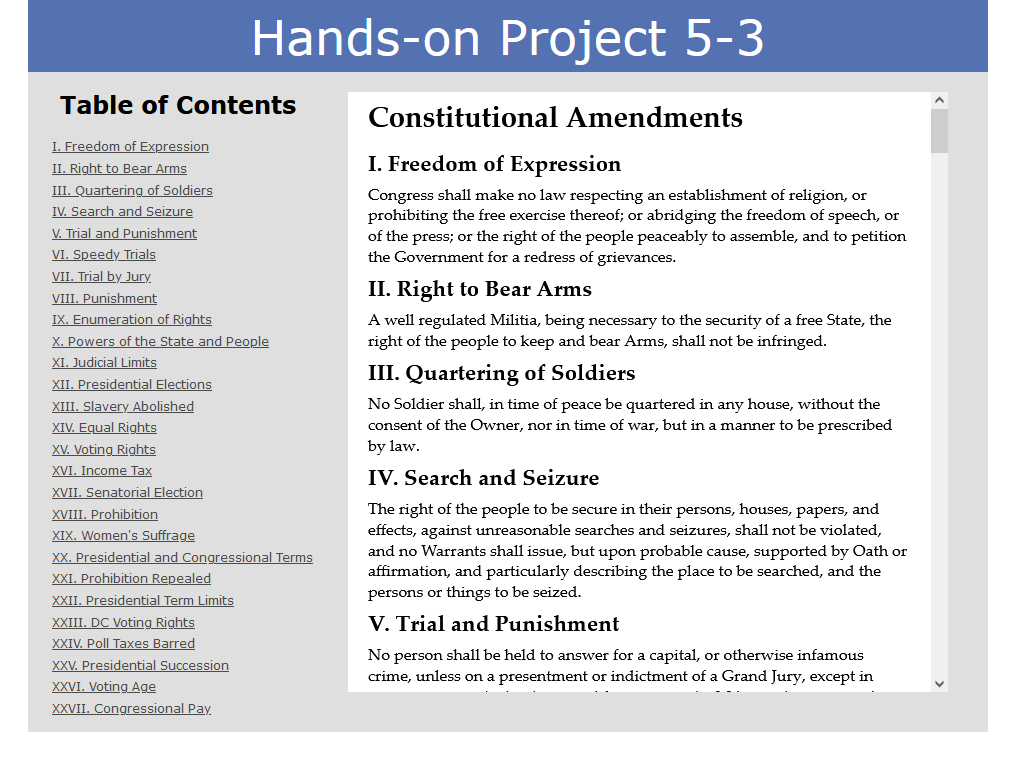 Hands-on Project 5-3
Table of Contents
I. Freedom of Expression
II. Right to Bear Arms
III. Quartering of Soldiers
IV. Search and Seizure
V. Trial and Punishment
VI. Speedy Trials
VII. Trial by Jury
VIII. Punishment
IX. Enumeration of Rights
X. Powers of the State and People
XI. Judicial Limits
XII. Presidential Elections
XIII. Slavery Abolished
XIV. Equal Rights
XV. Voting Rights
XVI. Income Tax
XVII. Senatorial Election
XVIII. Prohibition
XIX. Women's Suffrage
XX. Presidential and Congressional Terms
XXI. Prohibition Repealed
XXII. Presidential Term Limits
XXIII. DC Voting Rights
XXIV. Poll Taxes Barred
XXV. Presidential Succession
XXVI. Voting Age
XXVII. Congressional Pay
Constitutional Amendments
I. Freedom of Expression
Congress shall make no law respecting an establishment of religion, or
prohibiting the free exercise thereof; or abridging the freedom of speech, or
of the press; or the right of the people peaceably to assemble, and to petition
the Government for a redress of grievances.
II. Right to Bear Arms
A well regulated Militia, being necessary to the security of a free State, the
right of the people to keep and bear Arms, shall not be infringed.
III. Quartering of Soldiers
No Soldier shall, in time of peace be quartered in any house, without the
consent of the Owner, nor in time of war, but in a manner to be prescribed
by law.
IV. Search and Seizure
The right of the people to be secure in their persons, houses, papers, and
effects, against unreasonable searches and seizures, shall not be violated,
and no Warrants shall issue, but upon probable cause, supported by Oath or
affirmation, and particularly describing the place to be searched, and the
persons or things to be seized.
V. Trial and Punishment
No person shall be held to answer for a capital, or otherwise infamous
crime, unless on a presentment or indictment of a Grand Jury, except in